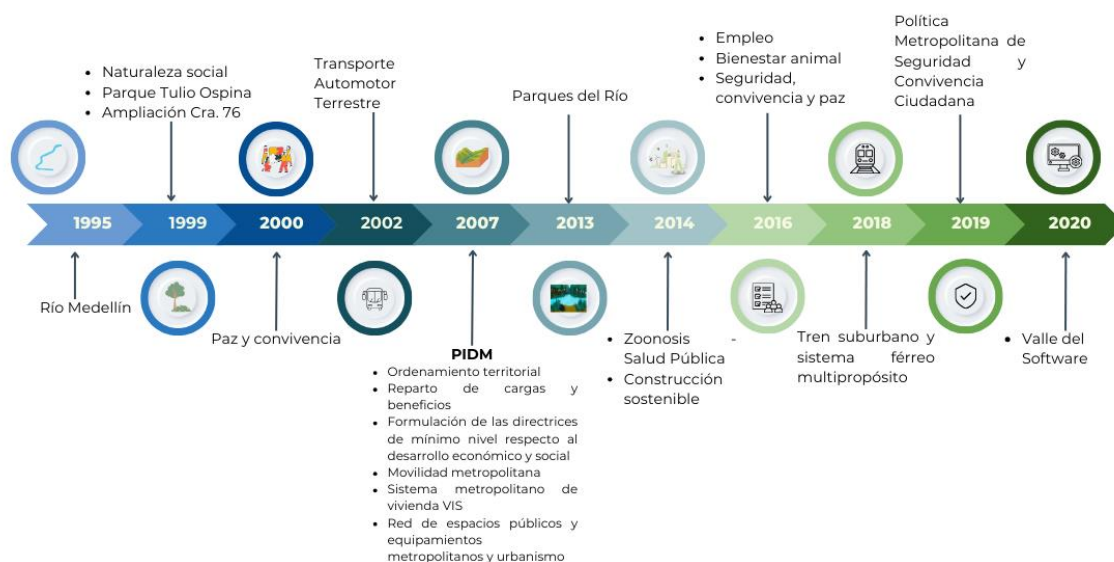 • Naturaleza social
• Parque Tulio Ospina
• Ampliación Cra. 76
Transporte
Automotor
Terrestre
Parques del Río
• Empleo
• Bienestar animal
• Seguridad,
convivencia y paz
Política
Metropolitana de
Seguridad y
Convivencia
Ciudadana
1995
1999
2000
2002
2007
2013
2014
2016
2018
2019
2020
Río Medellín
Paz y convivencia
PIDM
• Ordenamiento territorial
• Reparto de cargas y
beneficios
• Formulación de las directrices
de mínimo nivel respecto al
desarrollo económico y social
• Movilidad metropolitana
• Sistema metropolitano de
vivienda VIS
• Red de espacios públicos y
equipamientos
metropolitanos y urbanismo
• Zoonosis -
Salud Pública
• Construcción
sostenible
Tren suburbano y
sistema férreo
multipropósito
• Valle del
Software